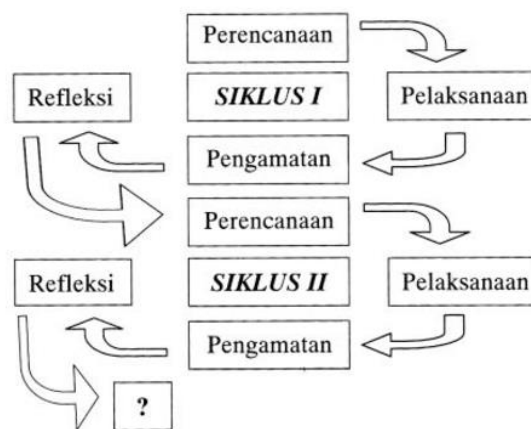 Perencanaan
Refleksi
SIKLUS I
Pelaksanaan
Pengamatan
Perencanaan
Refleksi
SIKLUS II
Pelaksanaan
Pengamatan
?